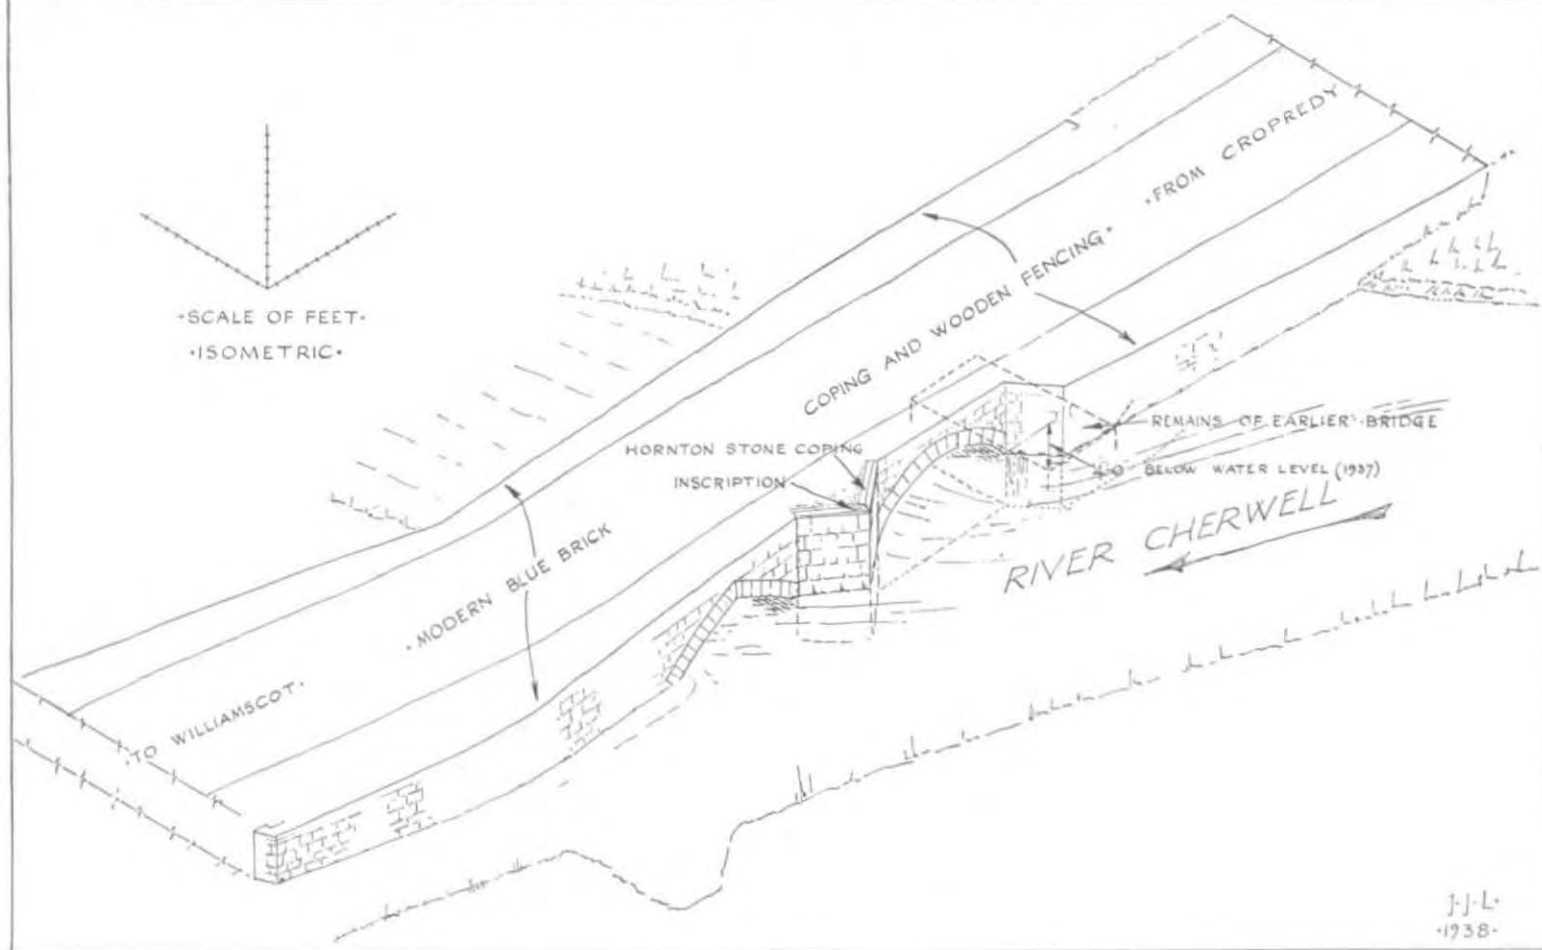 ·SCALE OF FEET·
·ISOMETRIC·
·FROM CROPREDY
COPING AND WOODEN FENCING·
HORNTON STONE COPING
INSCRIPTION
REMAINS OF EARLIER BRIDGE
BELOW WATER LEVEL (1937)
RIVER CHERWELL
·MODERN BLUE BRICK
·TO WILLIAMSCOT·
J·J·L·
·1938·